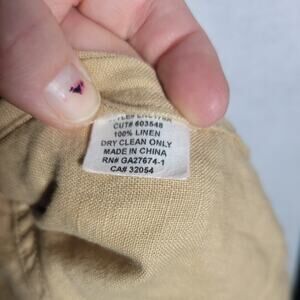 CUT# 603548
100% LINEN
DRY CLEAN ONLY
MADE IN CHINA
RN# GA27674-1
CA# 32054